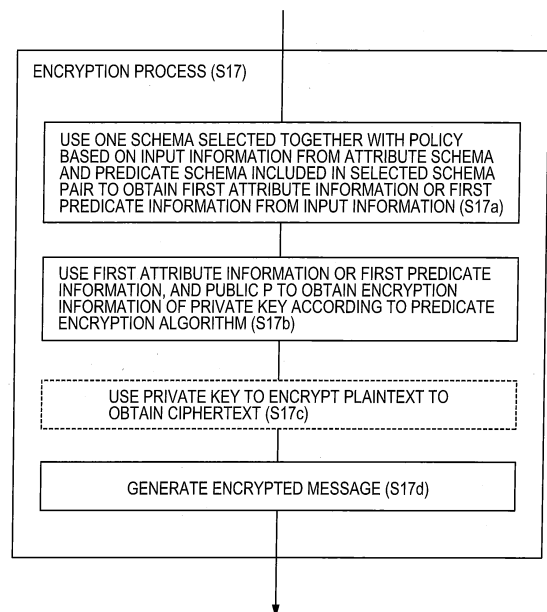 ENCRYPTION PROCESS (S17)
USE ONE SCHEMA SELECTED TOGETHER WITH POLICY
BASED ON INPUT INFORMATION FROM ATTRIBUTE SCHEMA
AND PREDICATE SCHEMA INCLUDED IN SELECTED SCHEMA
PAIR TO OBTAIN FIRST ATTRIBUTE INFORMATION OR FIRST
PREDICATE INFORMATION FROM INPUT INFORMATION (S17a)
USE FIRST ATTRIBUTE INFORMATION OR FIRST PREDICATE
INFORMATION, AND PUBLIC P TO OBTAIN ENCRYPTION
INFORMATION OF PRIVATE KEY ACCORDING TO PREDICATE
ENCRYPTION ALGORITHM (S17b)
USE PRIVATE KEY TO ENCRYPT PLAINTEXT TO
OBTAIN CIPHERTEXT (S17c)
GENERATE ENCRYPTED MESSAGE (S17d)